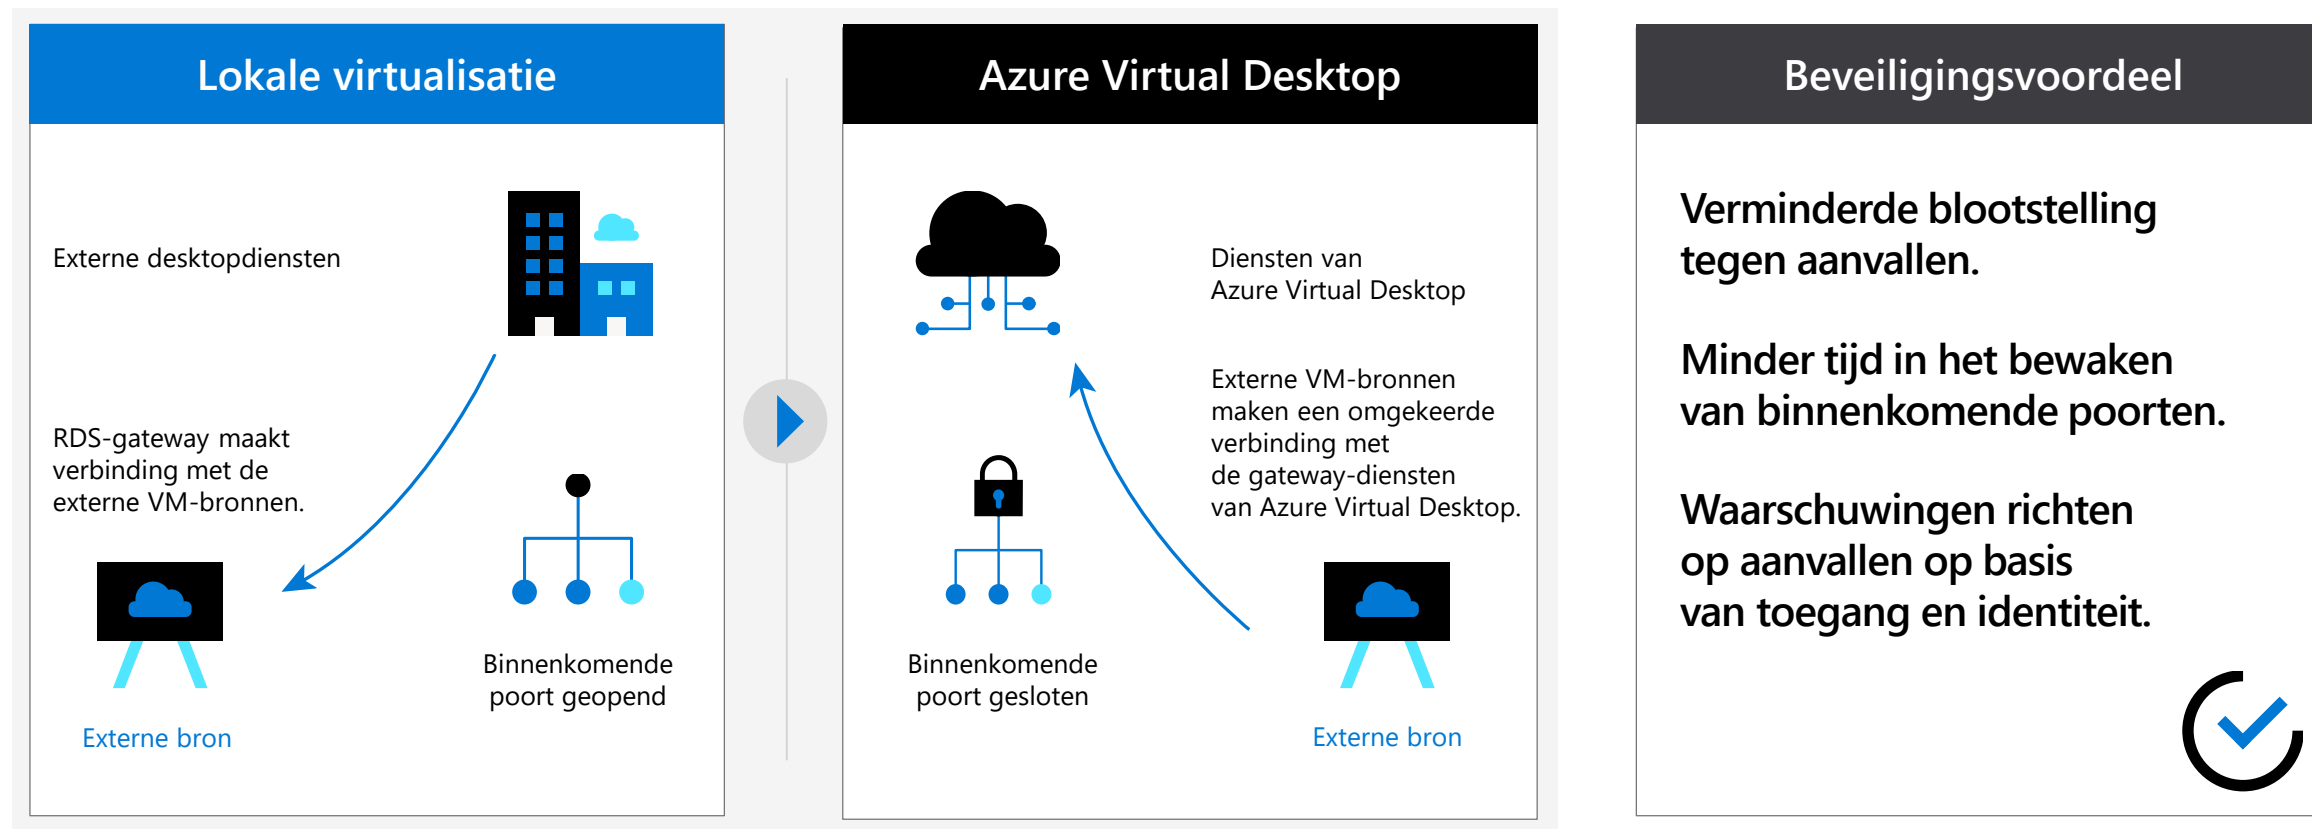 Lokale virtualisatie
Externe desktopdiensten
RDS-gateway maakt
verbinding met de
externe VM-bronnen.
Binnenkomende
poort geopend
Externe bron
Azure Virtual Desktop
Diensten van
Azure Virtual Desktop
Externe VM-bronnen
maken een omgekeerde
verbinding met
de gateway-diensten
van Azure Virtual Desktop.
Binnenkomende
poort gesloten
Externe bron
Beveiligingsvoordeel
Verminderde blootstelling
tegen aanvallen.
Minder tijd in het bewaken
van binnenkomende poorten.
Waarschuwingen richten
op aanvallen op basis
van toegang en identiteit.